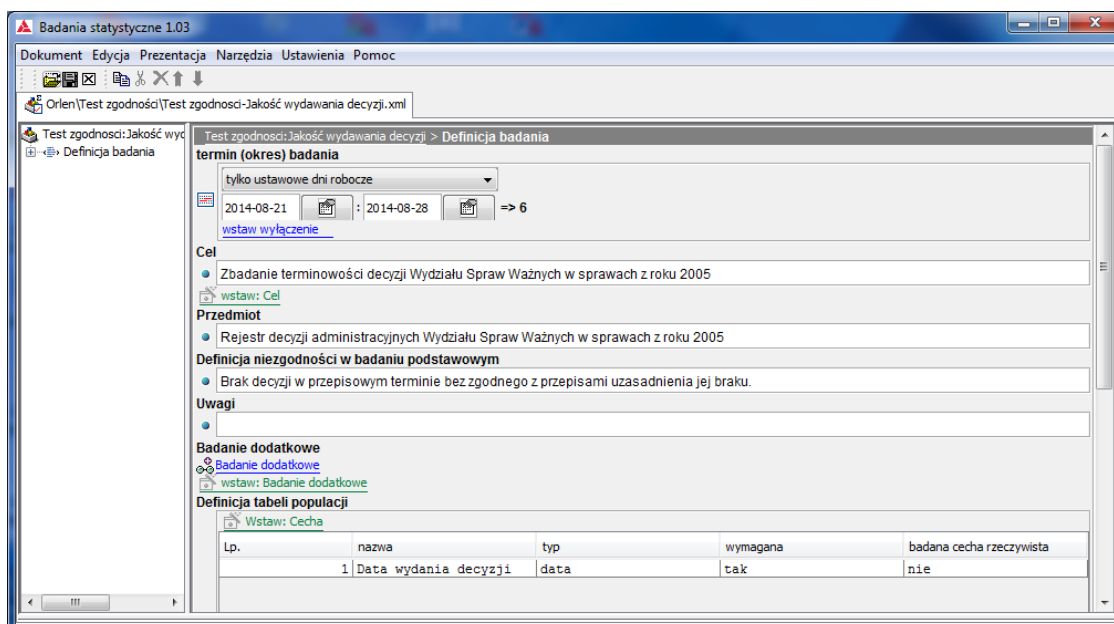 Badania statystyczne 1.03
Dokument Edycja Prezentacja Narzędzia Ustawienia Pomoc
Orlen\Test zgodności\Test zgodnosci-Jakość wydawania decyzji.xml
Test zgodnosci:Jakość wyd
Definicja badania
Test zgodnosci:Jakość wydawania decyzji > Definicja badania
termin (okres) badania
tylko ustawowe dni robocze
2014-08-21 : 2014-08-28 => 6
wstaw wyłączenie
Cel
Zbadanie terminowości decyzji Wydziału Spraw Ważnych w sprawach z roku 2005
wstaw: Cel
Przedmiot
Rejestr decyzji administracyjnych Wydziału Spraw Ważnych w sprawach z roku 2005
Definicja niezgodności w badaniu podstawowym
Brak decyzji w przepisowym terminie bez zgodnego z przepisami uzasadnienia jej braku.
Uwagi
Badanie dodatkowe
Badanie dodatkowe
wstaw: Badanie dodatkowe
Definicja tabeli populacji
Wstaw: Cecha
Lp. nazwa typ wymagana badana cecha rzeczywista
1 Data wydania decyzji data tak nie